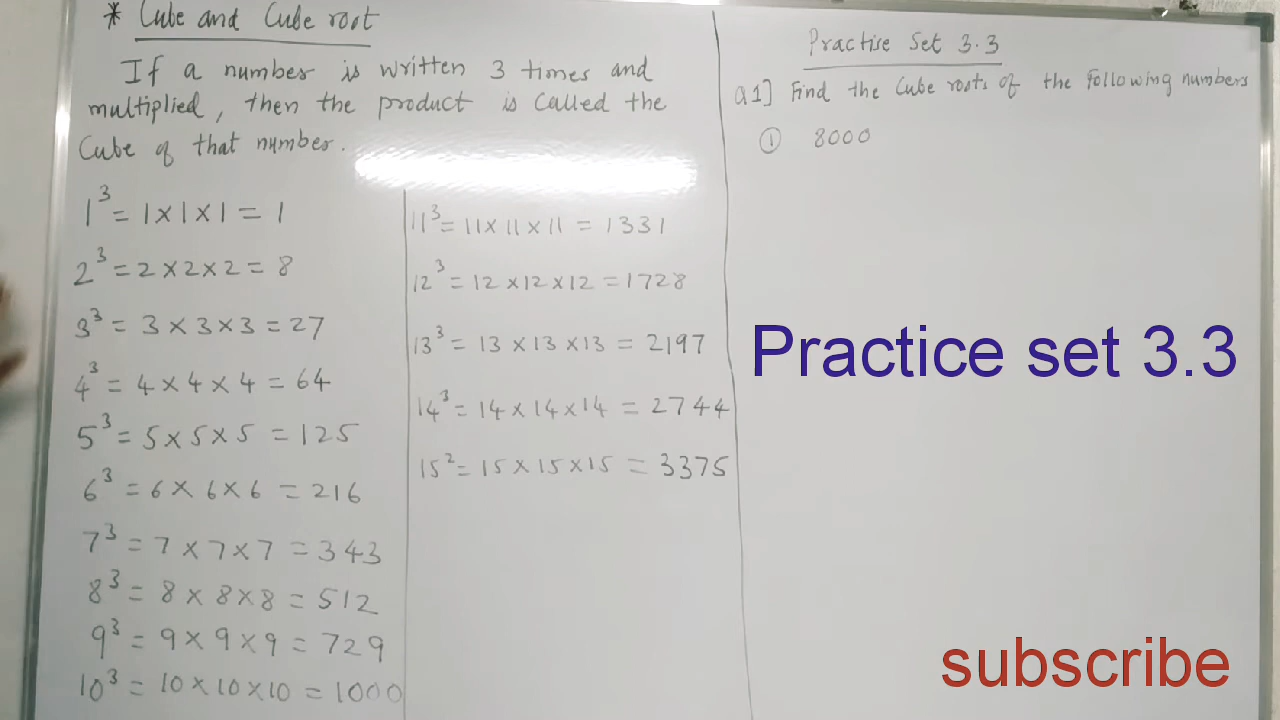 * Cube and Cube root
If a number is written 3 times and
multiplied, then the product is called the
Cube of that number.
1³ = 1 × 1 × 1 = 1
2³ = 2 × 2 × 2 = 8
3³ = 3 × 3 × 3 = 27
4³ = 4 × 4 × 4 = 64
5³ = 5 × 5 × 5 = 125
6³ = 6 × 6 × 6 = 216
7³ = 7 × 7 × 7 = 343
8³ = 8 × 8 × 8 = 512
9³ = 9 × 9 × 9 = 729
10³ = 10 × 10 × 10 = 1000
11³ = 11 × 11 × 11 = 1331
12³ = 12 × 12 × 12 = 1728
13³ = 13 × 13 × 13 = 2197
14³ = 14 × 14 × 14 = 2744
15² = 15 × 15 × 15 = 3375
Practise Set 3.3
Q1] Find the Cube roots of the following numbers
① 8000
Practice set 3.3
subscribe